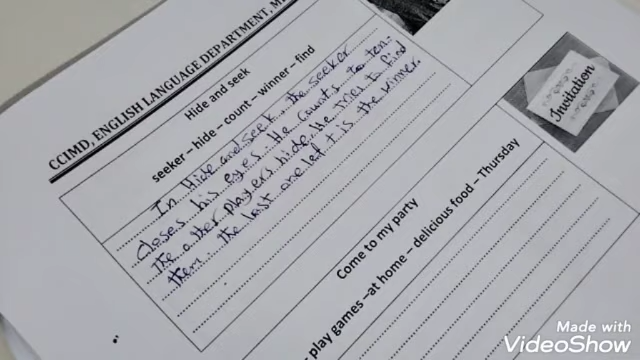 CCIMD, ENGLISH LANGUAGE DEPARTMENT, M
Hide and seek
seeker – hide – count – winner – find
In Hide and seek, the seeker
closes his eyes. He counts to ten.
the other players hide. he tries to find
them. the last one left is the winner.
Invitation
Come to my party
play games –at home – delicious food – Thursday
Made with
VideoShow